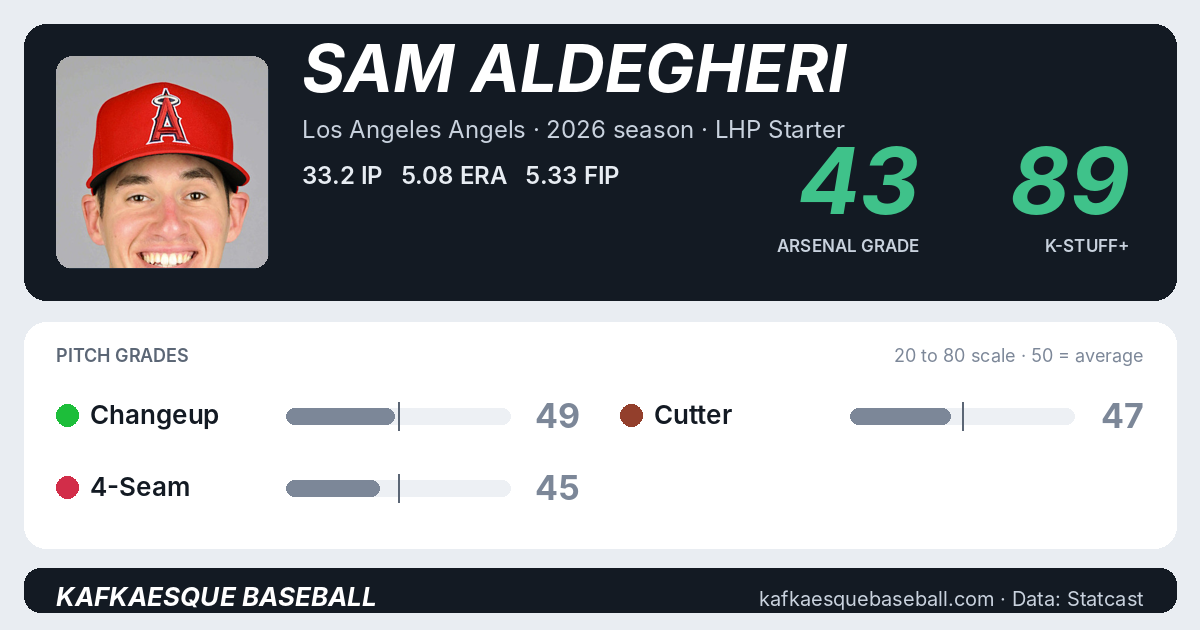 SAM ALDEGHERI
Los Angeles Angels · 2026 season · LHP Starter
33.2 IP 5.08 ERA 5.33 FIP
43 89
ARSENAL GRADE K-STUFF+
PITCH GRADES 20 to 80 scale · 50 = average
Changeup 49 Cutter 47
4-Seam 45
KAFKAESQUE BASEBALL kafkaesquebaseball.com · Data: Statcast